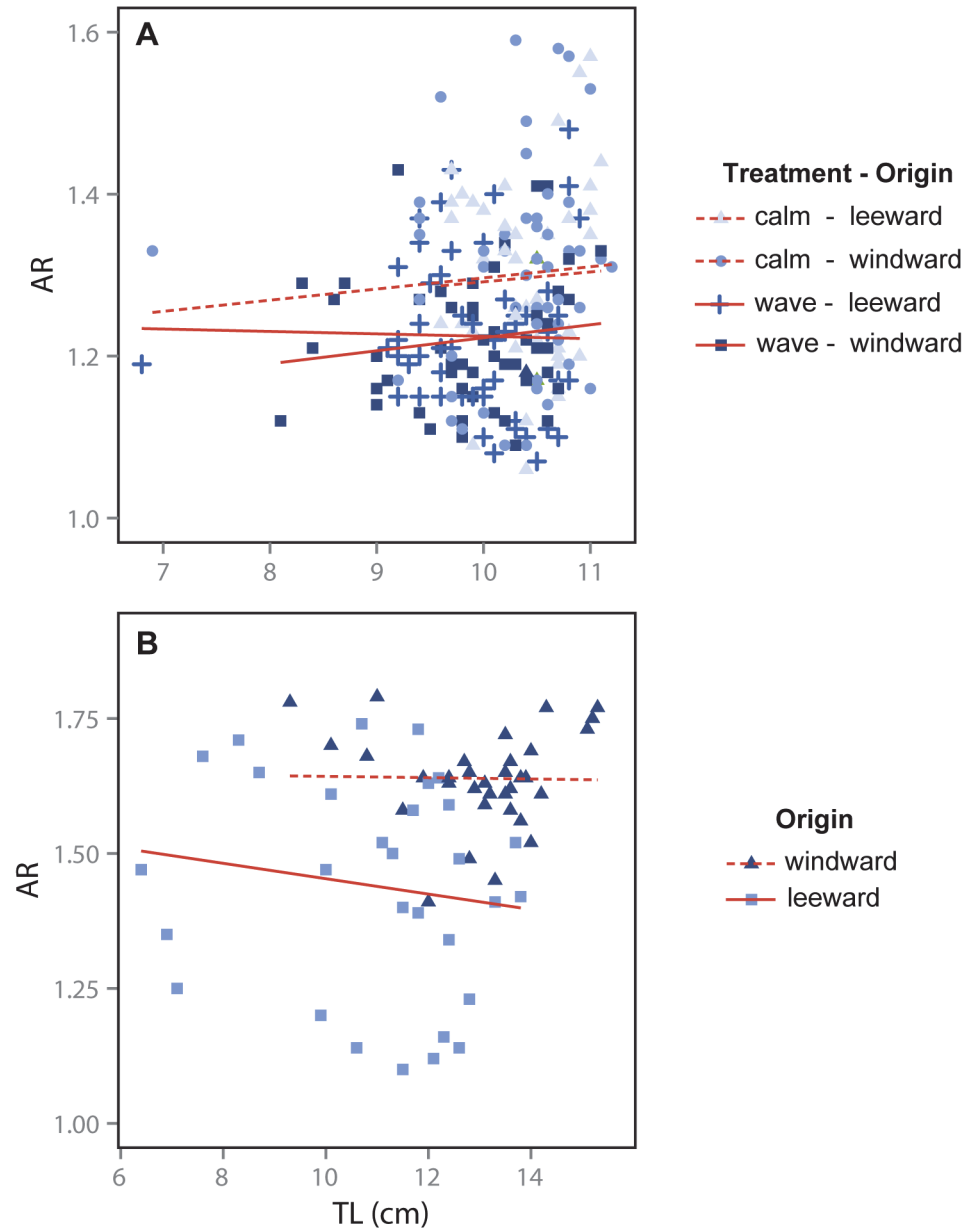 A
1.6
1.4
1.2
1.0
AR
7
8
9
10
11
Treatment - Origin
calm - leeward
calm - windward
wave - leeward
wave - windward
B
1.75
1.50
1.25
1.00
AR
6
8
10
12
14
TL (cm)
Origin
windward
leeward